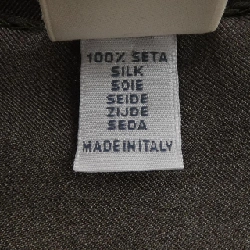 100% SETA
SILK
SOIE
SEIDE
ZIJDE
SEDA
MADE IN ITALY